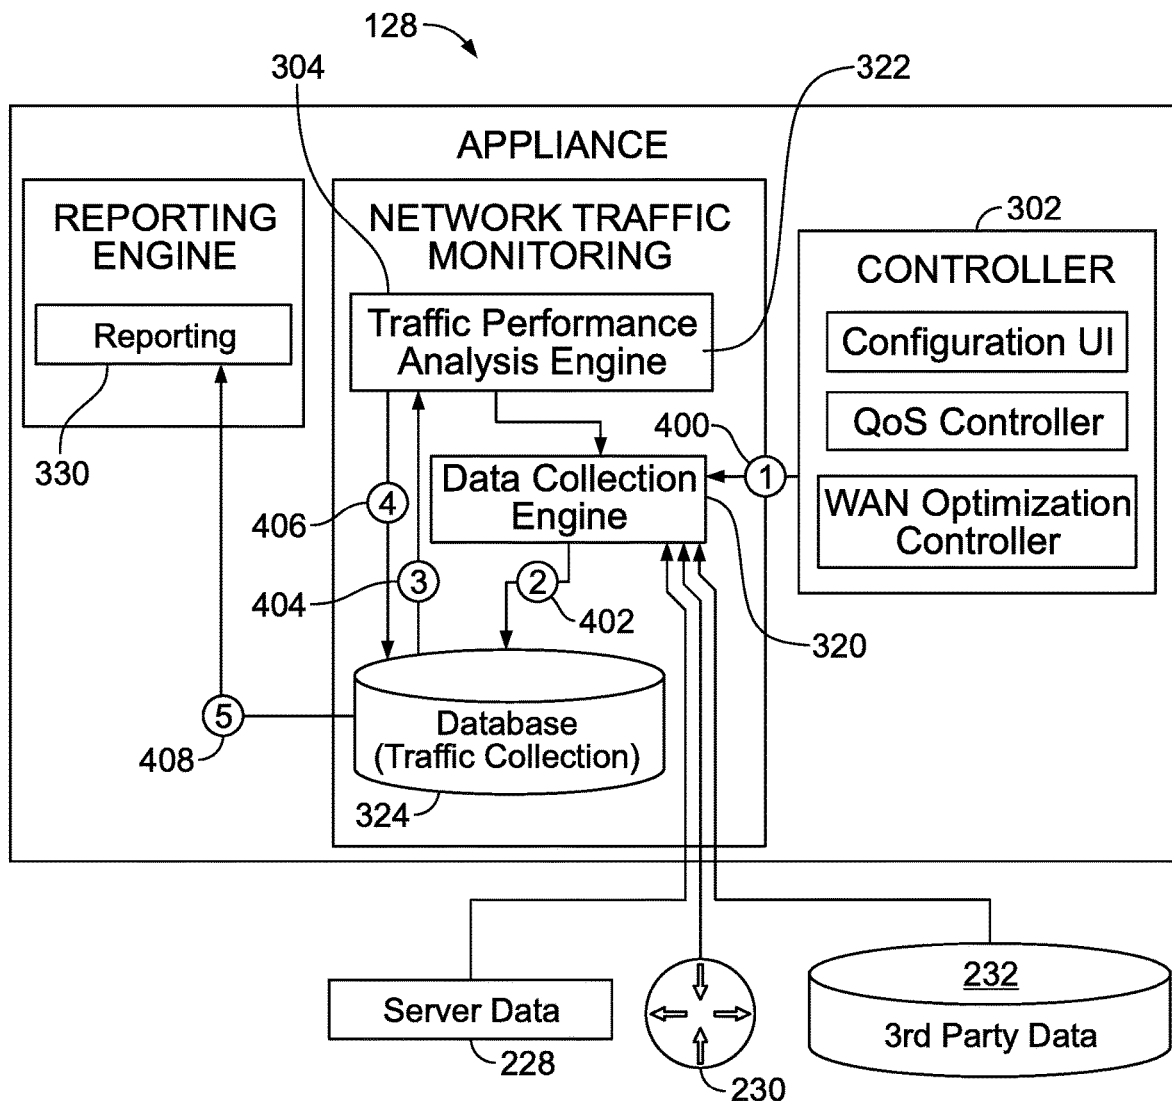 128
304
322
APPLIANCE
REPORTING
ENGINE
Reporting
330
NETWORK TRAFFIC
MONITORING
Traffic Performance
Analysis Engine
302
CONTROLLER
Configuration UI
QoS Controller
WAN Optimization
Controller
400
1
Data Collection
Engine
320
4
406
3
404
2
402
5
408
Database
(Traffic Collection)
324
Server Data
228
230
232
3rd Party Data